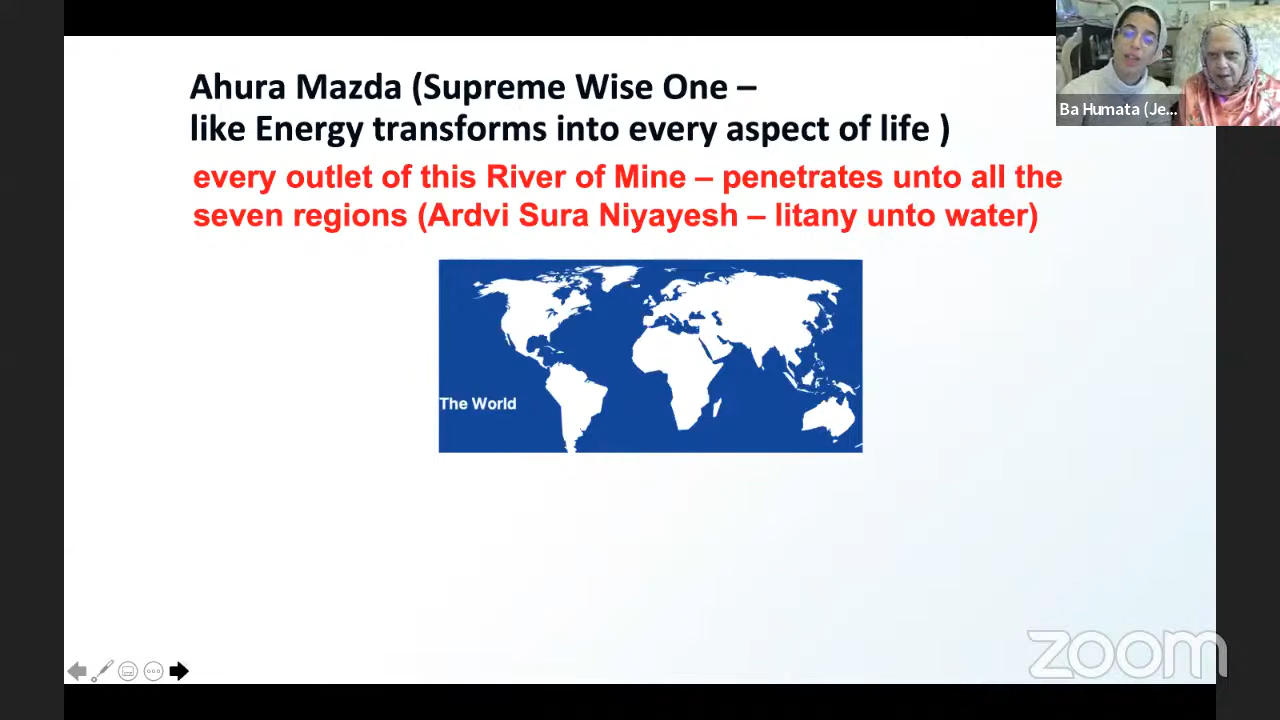 Ahura Mazda (Supreme Wise One –
like Energy transforms into every aspect of life )
every outlet of this River of Mine – penetrates unto all the
seven regions (Ardvi Sura Niyayesh – litany unto water)
The World
Ba Humata (Je...
zoom